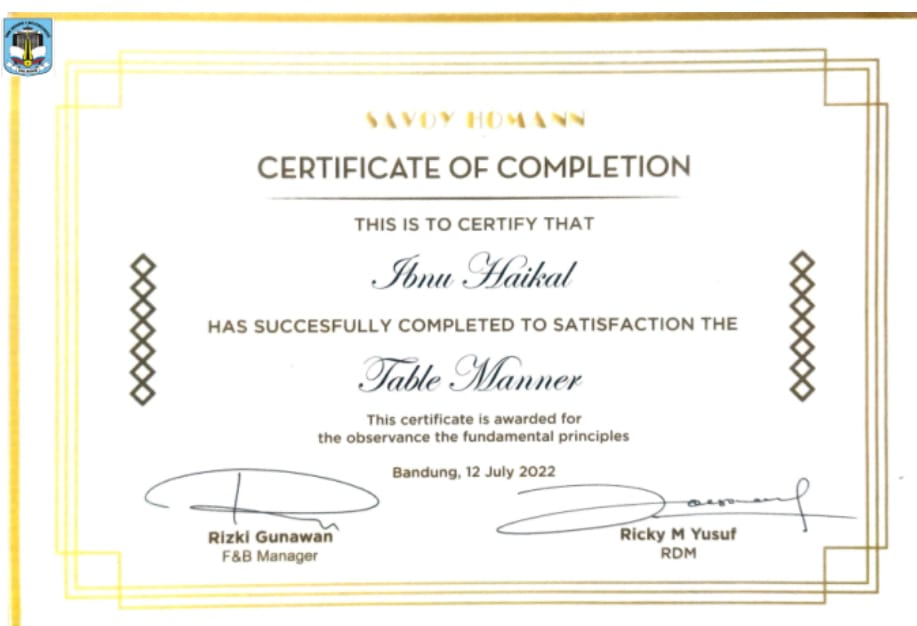 SAVOY HOMANN
CERTIFICATE OF COMPLETION
THIS IS TO CERTIFY THAT
Ibnu Haikal
HAS SUCCESFULLY COMPLETED TO SATISFACTION THE
Table Manner
This certificate is awarded for
the observance the fundamental principles
Bandung, 12 July 2022
Rizki Gunawan
F&B Manager
Ricky M Yusuf
RDM